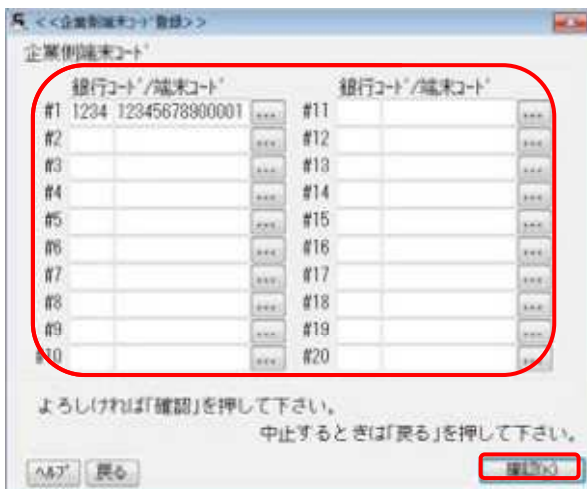 <<企業側端末ｺｰﾄﾞ登録>>
企業側端末ｺｰﾄﾞ
銀行ｺｰﾄﾞ/端末ｺｰﾄﾞ 銀行ｺｰﾄﾞ/端末ｺｰﾄﾞ
#1 1234 12345678900001 ... #11 ...
#2 ... #12 ...
#3 ... #13 ...
#4 ... #14 ...
#5 ... #15 ...
#6 ... #16 ...
#7 ... #17 ...
#8 ... #18 ...
#9 ... #19 ...
#10 ... #20 ...
よろしければ「確認」を押して下さい。
中止するときは「戻る」を押して下さい。
ﾍﾙﾌﾟ 戻る 確認(K)